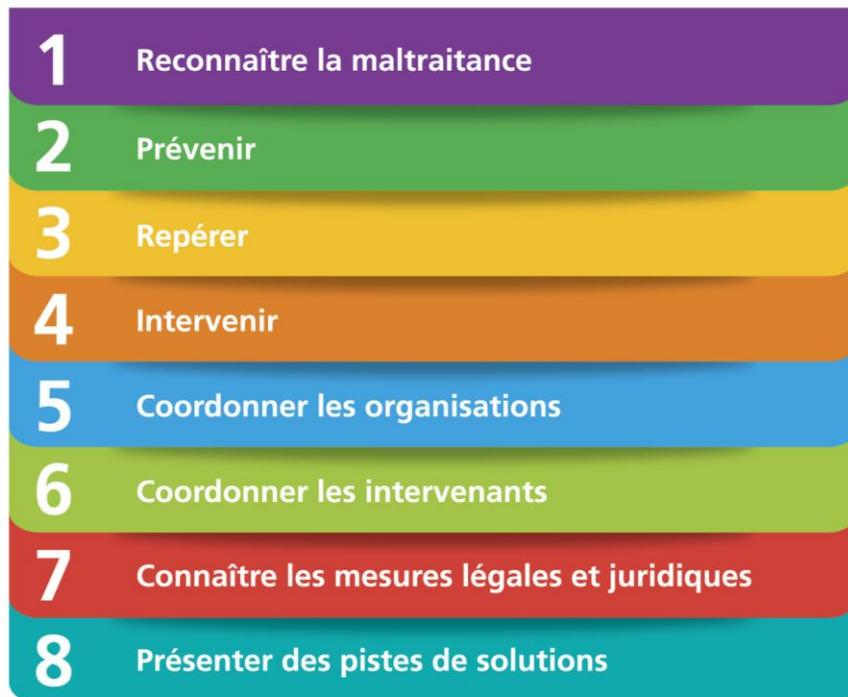 1 Reconnaître la maltraitance
2 Prévenir
3 Repérer
4 Intervenir
5 Coordonner les organisations
6 Coordonner les intervenants
7 Connaître les mesures légales et juridiques
8 Présenter des pistes de solutions